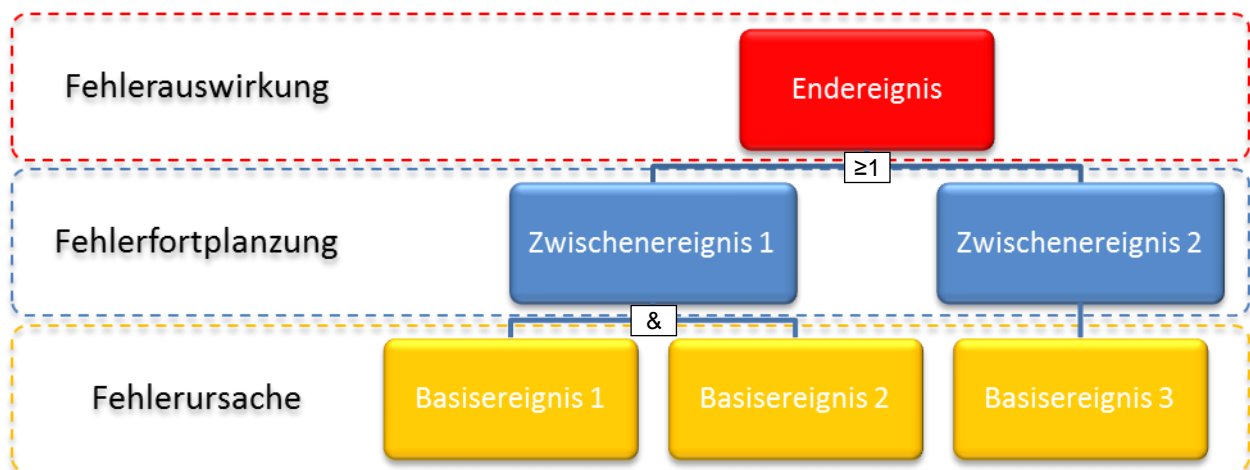 Fehlerauswirkung
Endereignis
≥1
Fehlerfortplanzung
Zwischenereignis 1
Zwischenereignis 2
&
Fehlerursache
Basisereignis 1
Basisereignis 2
Basisereignis 3